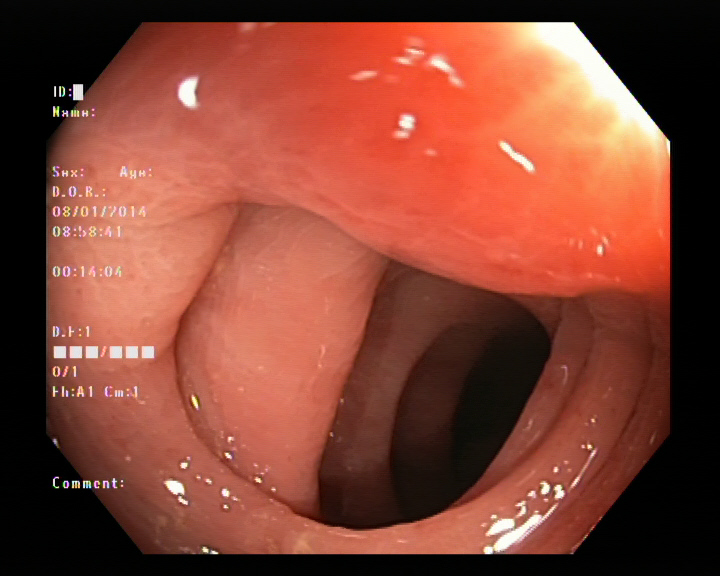 ID:
Name:
Sex: Age:
D.O.B.:
08/01/2014
08:58:41
00:14:04
D.F:1
■■■/■■■
0/1
Eh:A1 Cm:1
Comment: